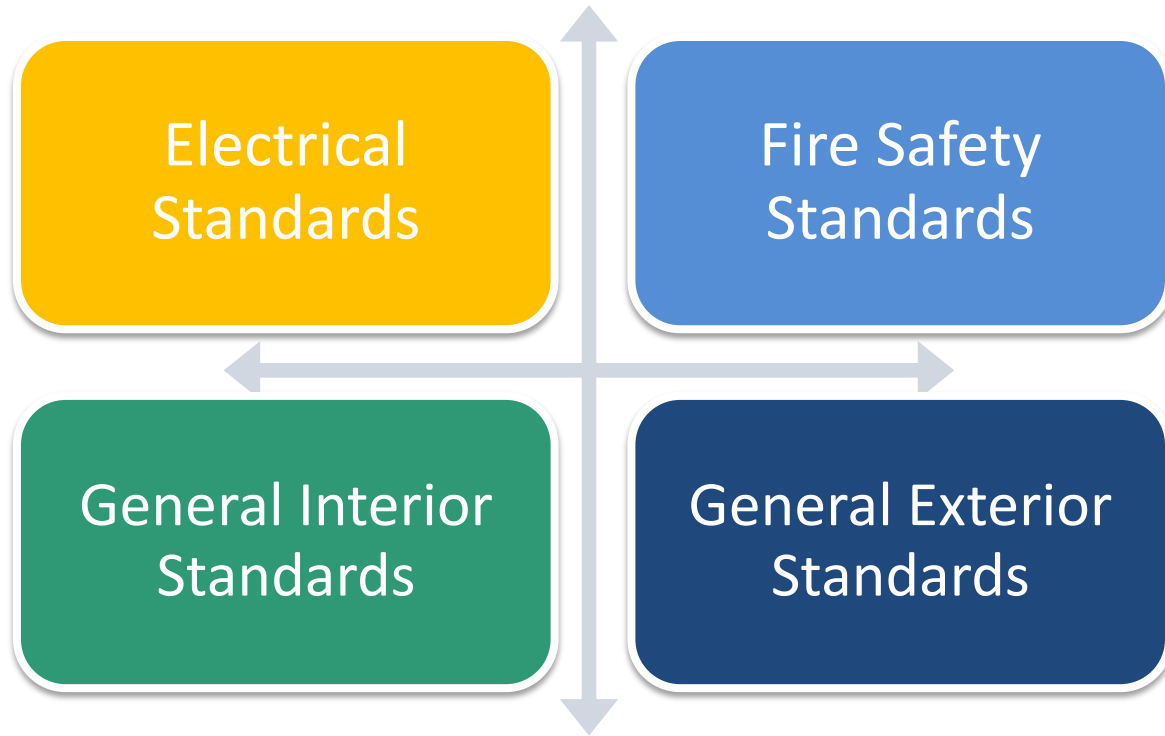 Electrical
Standards
Fire Safety
Standards
General Interior
Standards
General Exterior
Standards